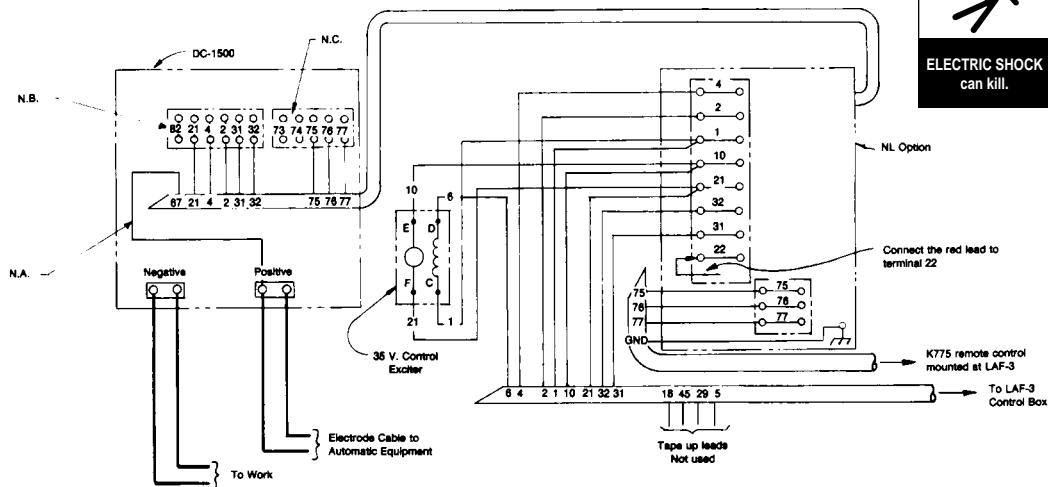 ELECTRIC SHOCK
can kill.
DC-1500
N.C.
N.B.
82 21 4 2 31 32
73 74 75 76 77
67 21 4 2 31 32 75 76 77
N.A.
Negative
Positive
To Work
Electrode Cable to
Automatic Equipment
10
6
E D
F C
21
1
35 V. Control
Exciter
4
2
1
10
21
32
31
22
NL Option
Connect the red lead to
terminal 22
75
76
77
75
76
77
GND
K775 remote control
mounted at LAF-3
6 4 2 1 10 21 32 31 18 45 29 5
To LAF-3
Control Box
Tape up leads
Not used